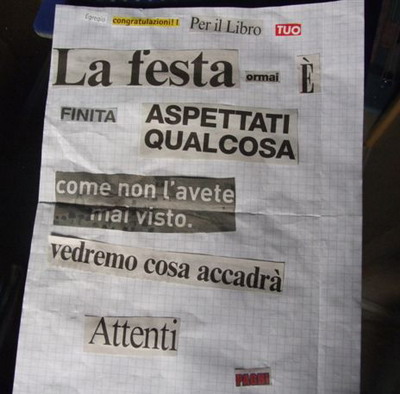 Egregio congratulazioni!! Per il Libro TUO
La festa ormai È
FINITA ASPETTATI
QUALCOSA
come non l'avete
mai visto.
vedremo cosa accadrà
Attenti
PAGHI